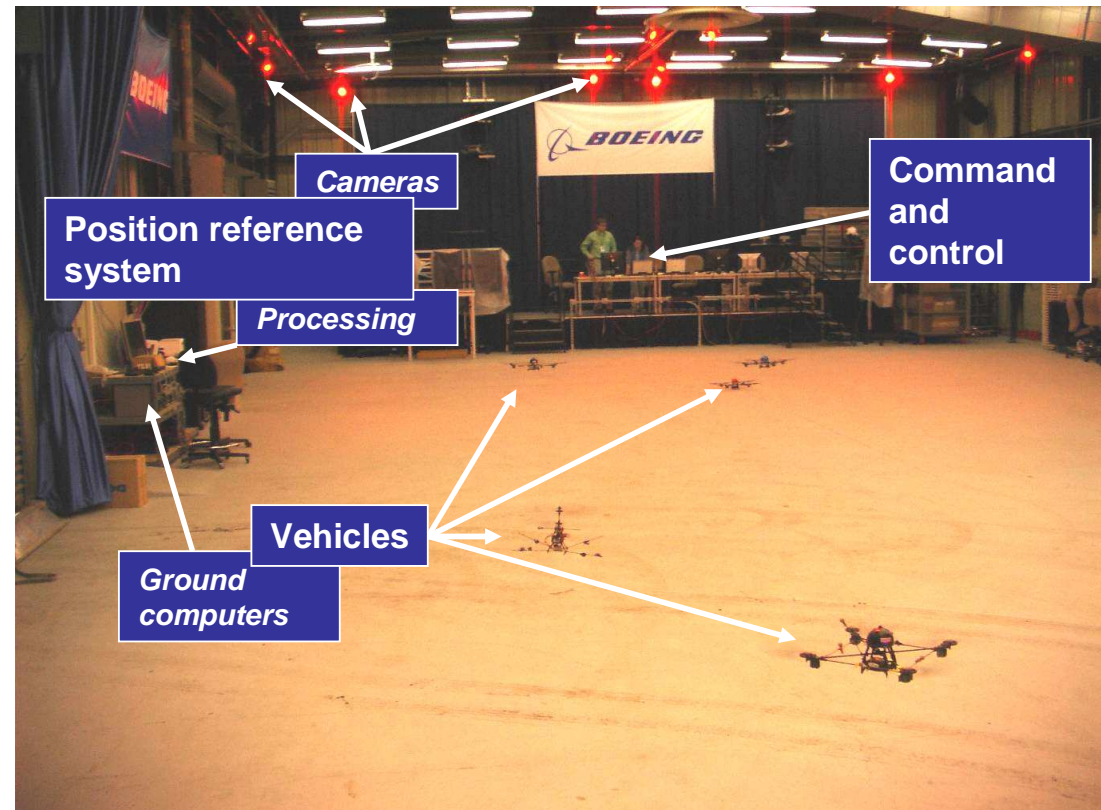 BOEING
BOEING
Cameras
Command
and
control
Position reference
system
Processing
Vehicles
Ground
computers